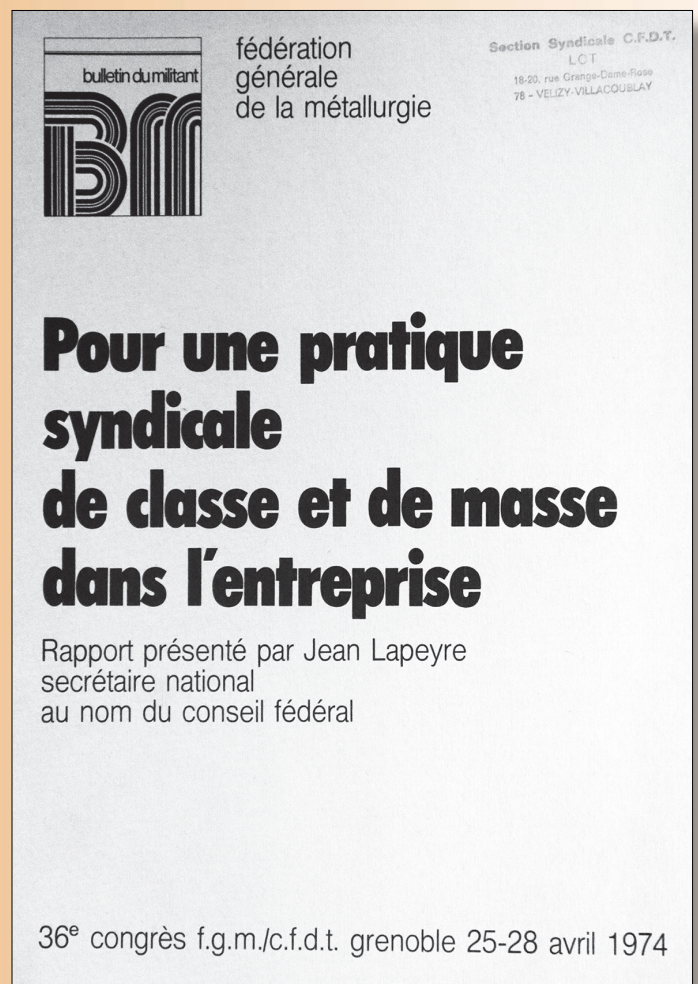 bulletin du militant
BM
fédération
générale
de la métallurgie
Section Syndicale C.F.D.T.
LCT
18-20, rue Grange-Dame-Rose
78 - VELIZY-VILLACOUBLAY
Pour une pratique
syndicale
de classe et de masse
dans l'entreprise
Rapport présenté par Jean Lapeyre
secrétaire national
au nom du conseil fédéral
36e congrès f.g.m./c.f.d.t. grenoble 25-28 avril 1974